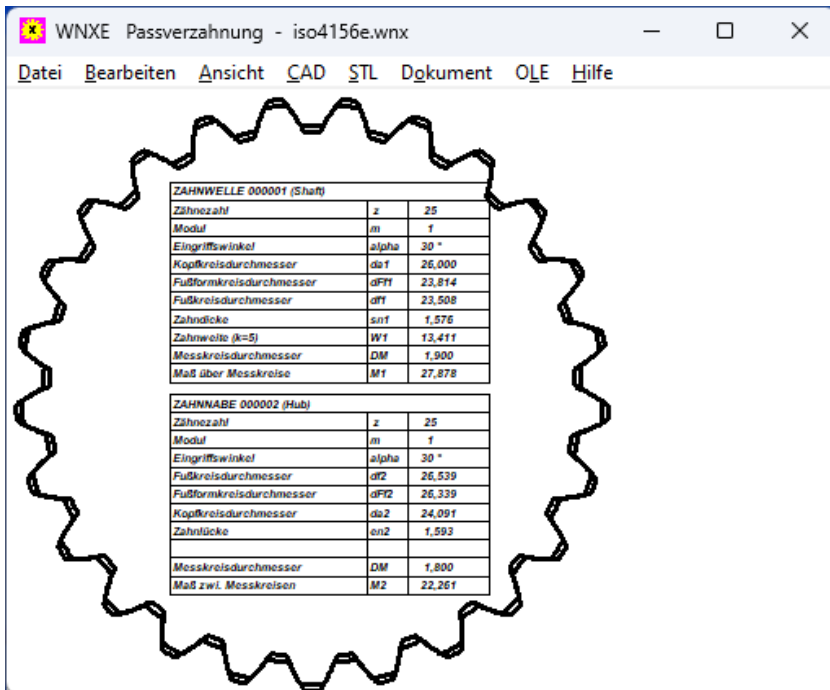 WNXE Passverzahnung - iso4156e.wnx
Datei Bearbeiten Ansicht CAD STL Dokument OLE Hilfe
ZAHNWELLE 000001 (Shaft)
Zähnezahl z 25
Modul m 1
Eingriffswinkel alpha 30 °
Kopfkreisdurchmesser da1 26,000
Fußformkreisdurchmesser dFf1 23,814
Fußkreisdurchmesser df1 23,508
Zahndicke sn1 1,576
Zahnweite (k=5) W1 13,411
Messkreisdurchmesser DM 1,900
Maß über Messkreise M1 27,878
ZAHNNABE 000002 (Hub)
Zähnezahl z 25
Modul m 1
Eingriffswinkel alpha 30 °
Fußkreisdurchmesser df2 26,539
Fußformkreisdurchmesser dFf2 26,339
Kopfkreisdurchmesser da2 24,091
Zahnlücke en2 1,593
Messkreisdurchmesser DM 1,800
Maß zwi. Messkreisen M2 22,261